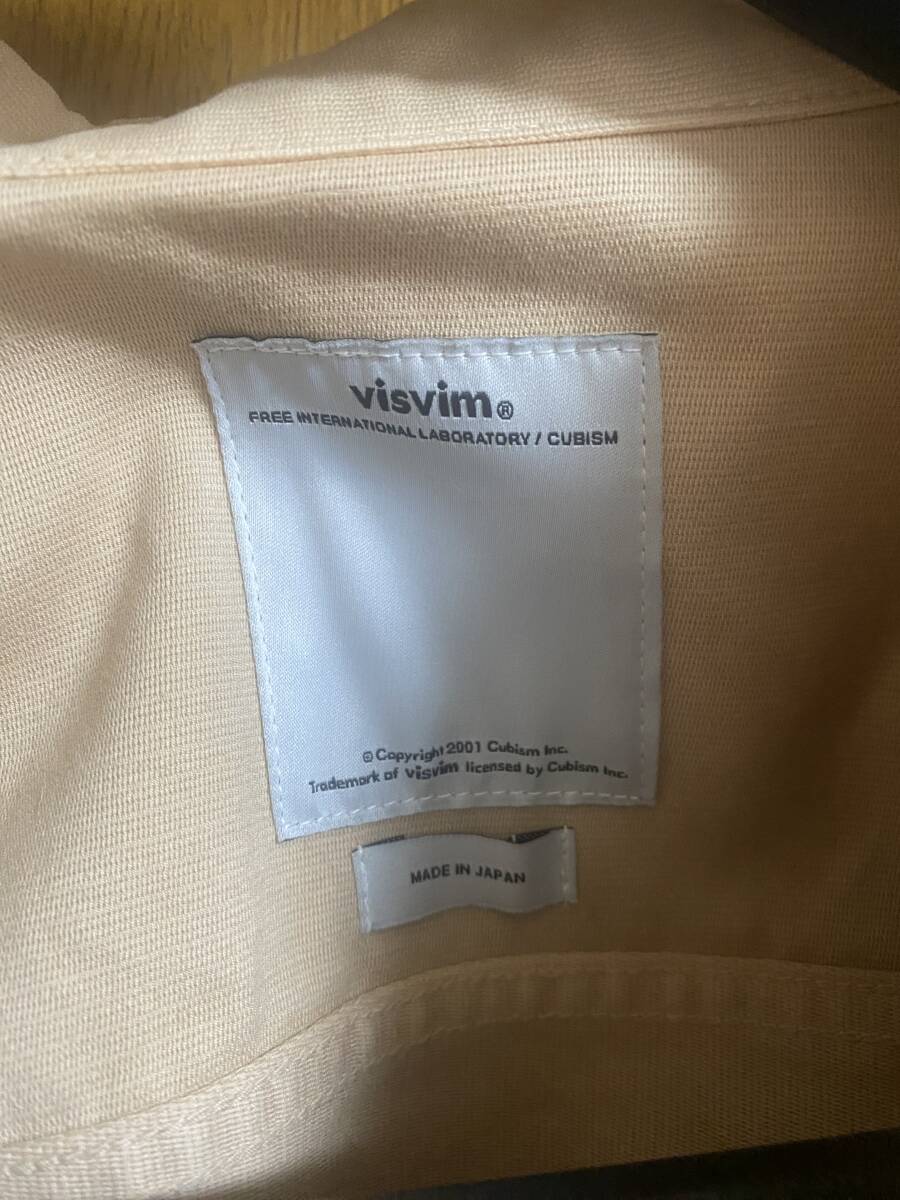 visvim®
FREE INTERNATIONAL LABORATORY / CUBISM
© Copyright 2001 Cubism Inc.
Trademark of visvim licensed by Cubism Inc.
MADE IN JAPAN